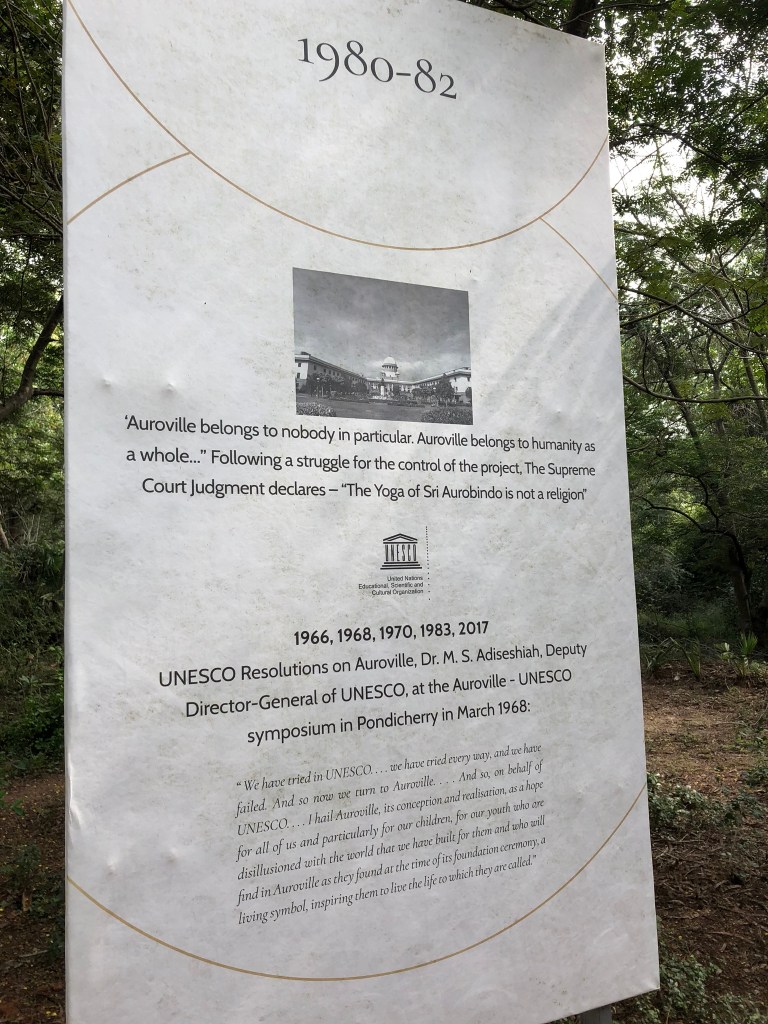 1980-82
‘Auroville belongs to nobody in particular. Auroville belongs to humanity as
a whole...” Following a struggle for the control of the project, The Supreme
Court Judgment declares – “The Yoga of Sri Aurobindo is not a religion”
UNESCO
United Nations
Educational, Scientific and
Cultural Organization
1966, 1968, 1970, 1983, 2017
UNESCO Resolutions on Auroville, Dr. M. S. Adiseshiah, Deputy
Director-General of UNESCO, at the Auroville - UNESCO
symposium in Pondicherry in March 1968:
“ We have tried in UNESCO. . . . we have tried every way, and we have
failed. And so now we turn to Auroville. . . . And so, on behalf of
UNESCO. . . . I hail Auroville, its conception and realisation, as a hope
for all of us and particularly for our children, for our youth who are
disillusioned with the world that we have built for them and who will
find in Auroville as they found at the time of its foundation ceremony, a
living symbol, inspiring them to live the life to which they are called.”